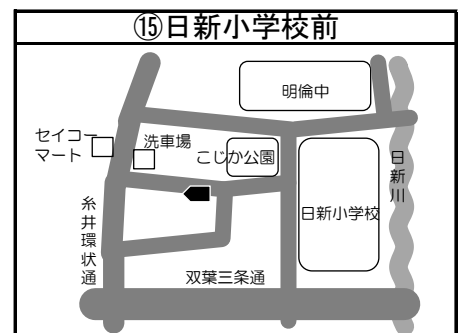 ⑮日新小学校前
明倫中
セイコー
マート
洗車場
こじか公園
日新川
日新小学校
糸井環状通
双葉三条通